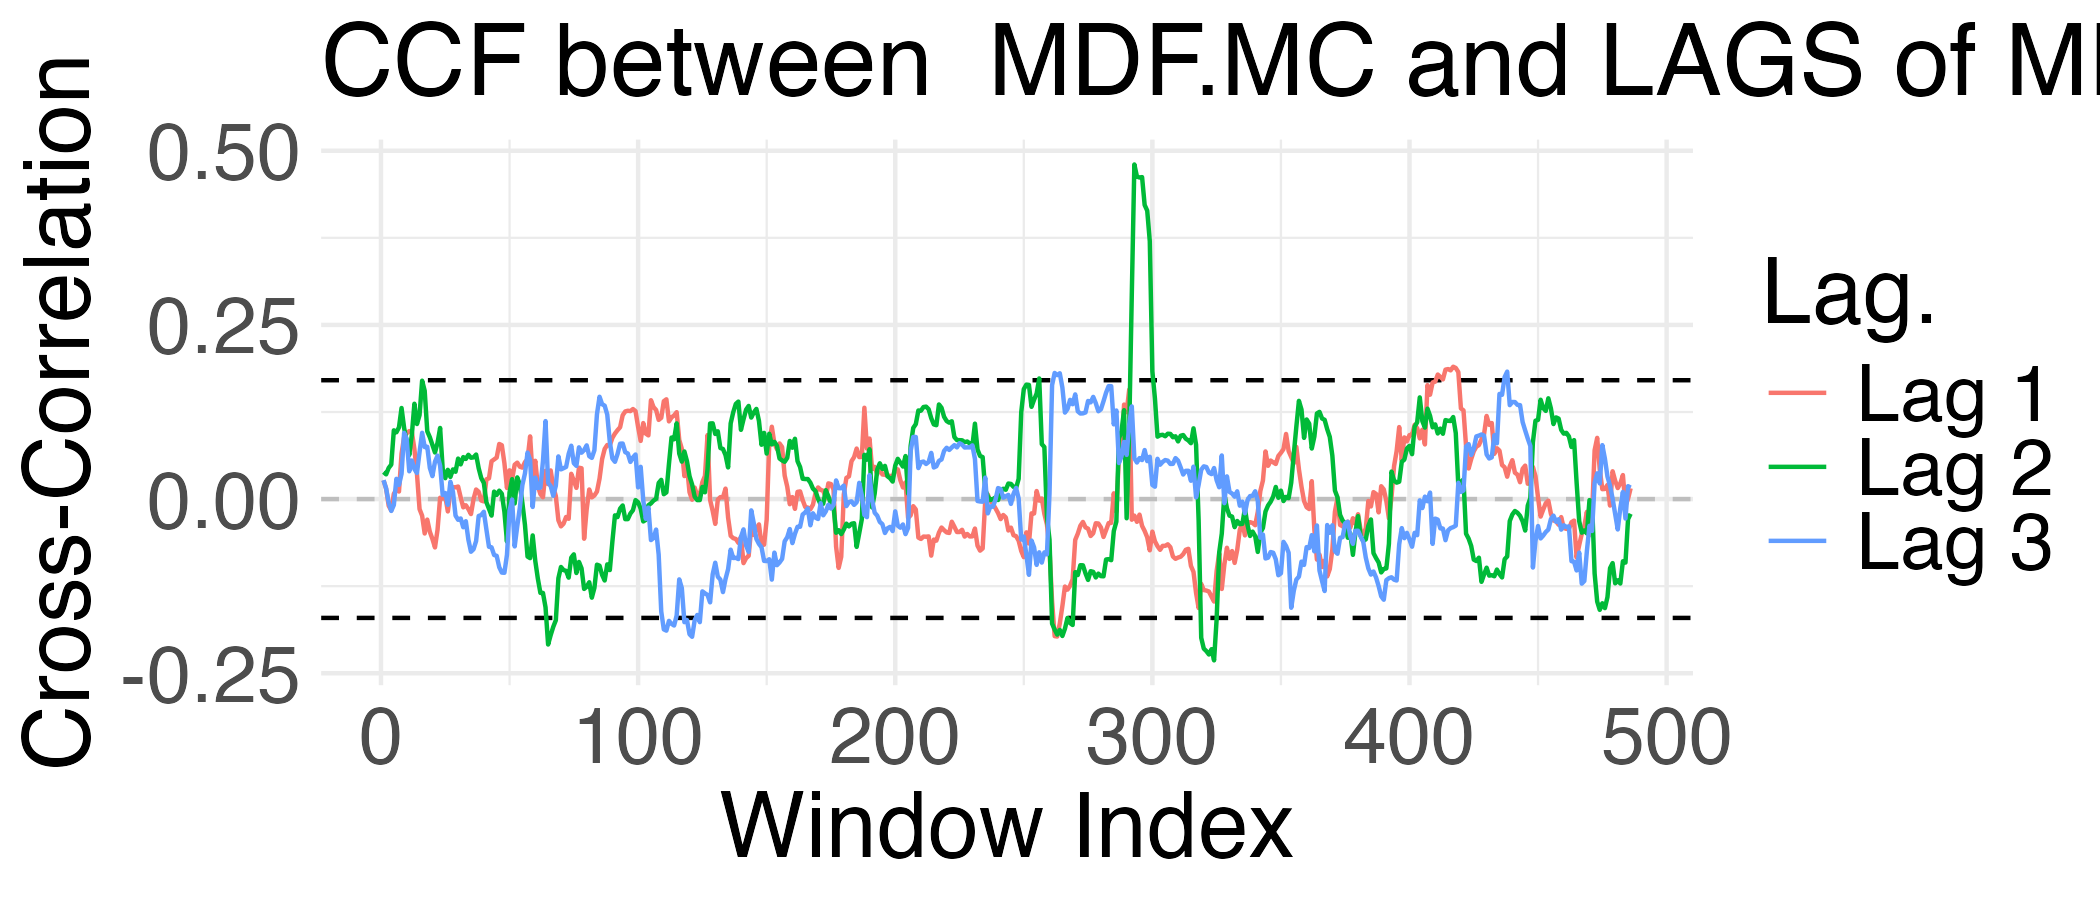 CCF between  MDF.MC and LAGS of
Cross-Correlation
0.50
0.25
0.00
-0.25
0 100 200 300 400 500
Window Index
Lag.
Lag 1
Lag 2
Lag 3